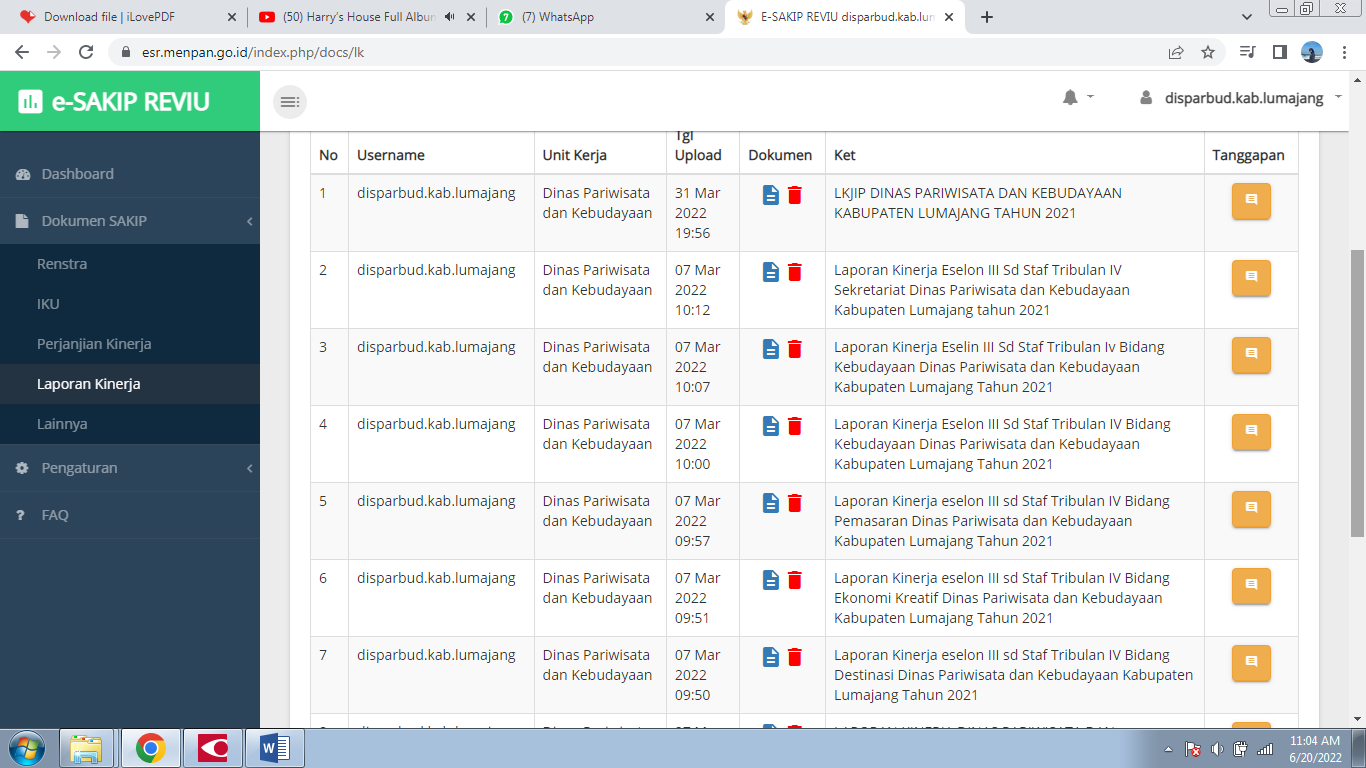 Download file | iLovePDF
(50) Harry's House Full Album
(7) WhatsApp
E-SAKIP REVIU disparbud.kab.lun
esr.menpan.go.id/index.php/docs/lk
e-SAKIP REVIU
disparbud.kab.lumajang
Dashboard
Dokumen SAKIP
Renstra
IKU
Perjanjian Kinerja
Laporan Kinerja
Lainnya
Pengaturan
? FAQ
No Username Unit Kerja Tgl Upload Dokumen Ket Tanggapan
1 disparbud.kab.lumajang Dinas Pariwisata 31 Mar LKJIP DINAS PARIWISATA DAN KEBUDAYAAN
dan Kebudayaan 2022 KABUPATEN LUMAJANG TAHUN 2021
19:56
2 disparbud.kab.lumajang Dinas Pariwisata 07 Mar Laporan Kinerja Eselon III Sd Staf Tribulan IV
dan Kebudayaan 2022 Sekretariat Dinas Pariwisata dan Kebudayaan
10:12 Kabupaten Lumajang tahun 2021
3 disparbud.kab.lumajang Dinas Pariwisata 07 Mar Laporan Kinerja Eselin III Sd Staf Tribulan Iv Bidang
dan Kebudayaan 2022 Kebudayaan Dinas Pariwisata dan Kebudayaan
10:07 Kabupaten Lumajang Tahun 2021
4 disparbud.kab.lumajang Dinas Pariwisata 07 Mar Laporan Kinerja Eselon III Sd Staf Tribulan IV Bidang
dan Kebudayaan 2022 Kebudayaan Dinas Pariwisata dan Kebudayaan
10:00 Kabupaten Lumajang Tahun 2021
5 disparbud.kab.lumajang Dinas Pariwisata 07 Mar Laporan Kinerja eselon III sd Staf Tribulan IV Bidang
dan Kebudayaan 2022 Pemasaran Dinas Pariwisata dan Kebudayaan
09:57 Kabupaten Lumajang Tahun 2021
6 disparbud.kab.lumajang Dinas Pariwisata 07 Mar Laporan Kinerja eselon III sd Staf Tribulan IV Bidang
dan Kebudayaan 2022 Ekonomi Kreatif Dinas Pariwisata dan Kebudayaan
09:51 Kabupaten Lumajang Tahun 2021
7 disparbud.kab.lumajang Dinas Pariwisata 07 Mar Laporan Kinerja eselon III sd Staf Tribulan IV Bidang
dan Kebudayaan 2022 Destinasi Dinas Pariwisata dan Kebudayaan Kabupaten
09:50 Lumajang Tahun 2021
11:04 AM
6/20/2022